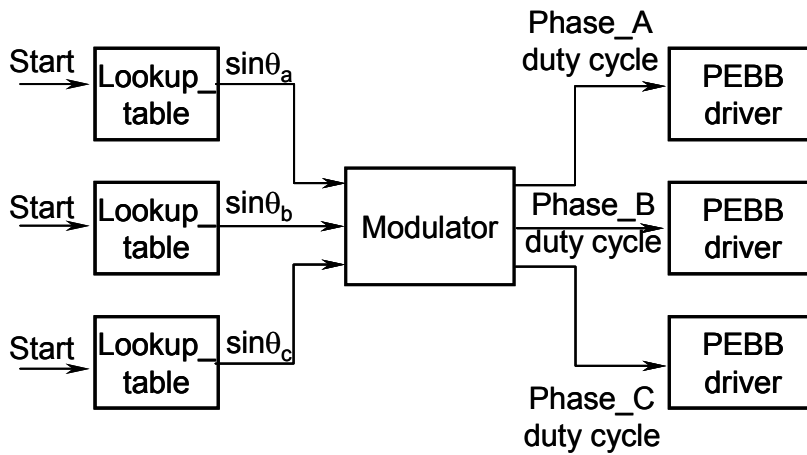 Start
Lookup_
table
sinθa
Start
Lookup_
table
sinθb
Start
Lookup_
table
sinθc
Modulator
Phase_A
duty cycle
PEBB
driver
Phase_B
duty cycle
PEBB
driver
Phase_C
duty cycle
PEBB
driver